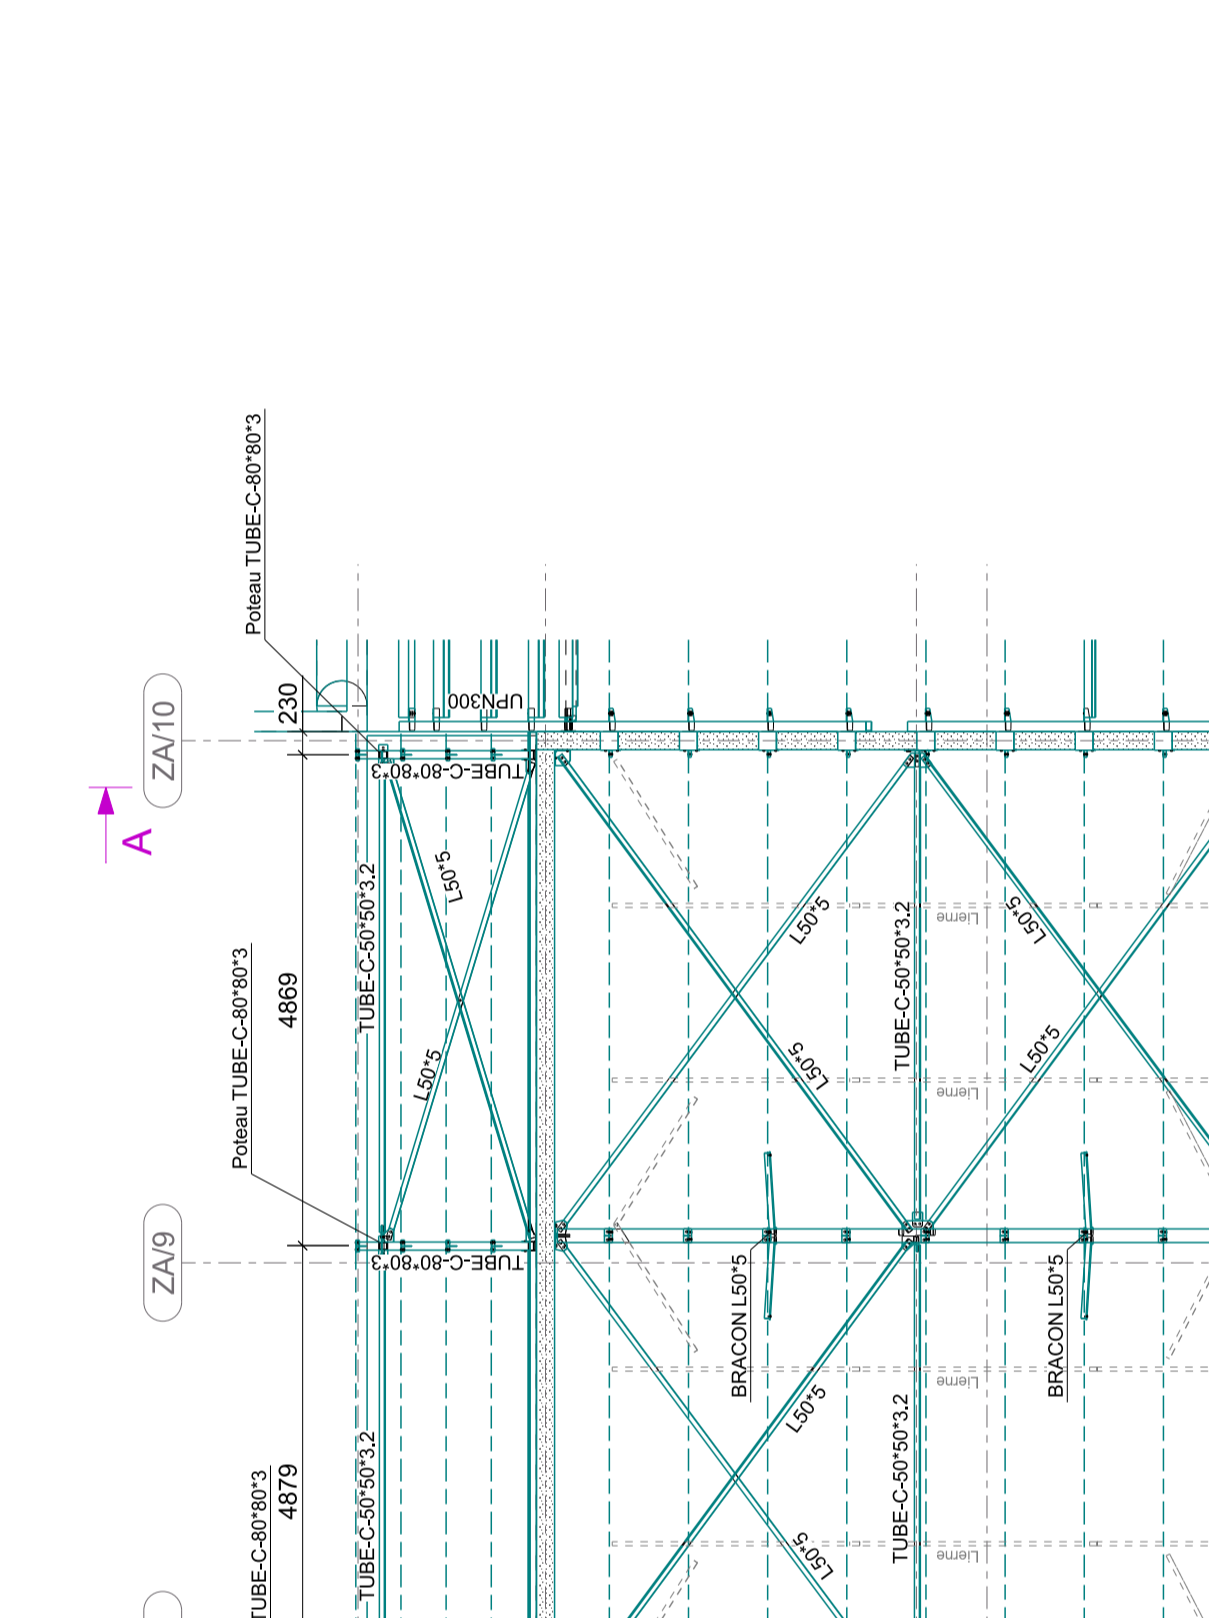 Poteau TUBE-C-80*80*3
ZA/10
230
UPN300
TUBE-C-80*80*3
A
L50*5
TUBE-C-50*50*3.2
L50*5
TUBE-C-50*50*3.2
L50*5
Lierne
Poteau TUBE-C-80*80*3
4869
L50*5
L50*5
L50*5
Lierne
ZA/9
TUBE-C-80*80*3
BRACON L50*5
BRACON L50*5
Lierne
L50*5
TUBE-C-80*80*3
4879
TUBE-C-50*50*3.2
TUBE-C-50*50*3.2
L50*5
Lierne